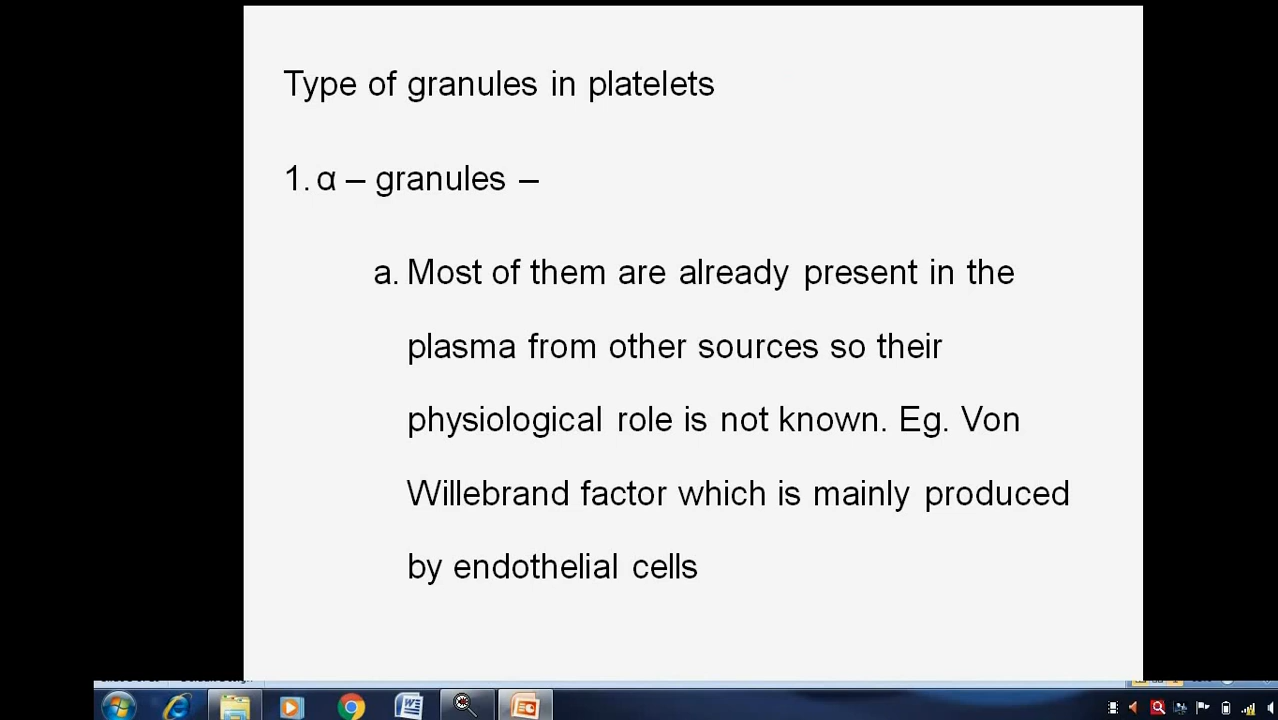 Type of granules in platelets
1. α – granules –
a. Most of them are already present in the
plasma from other sources so their
physiological role is not known. Eg. Von
Willebrand factor which is mainly produced
by endothelial cells